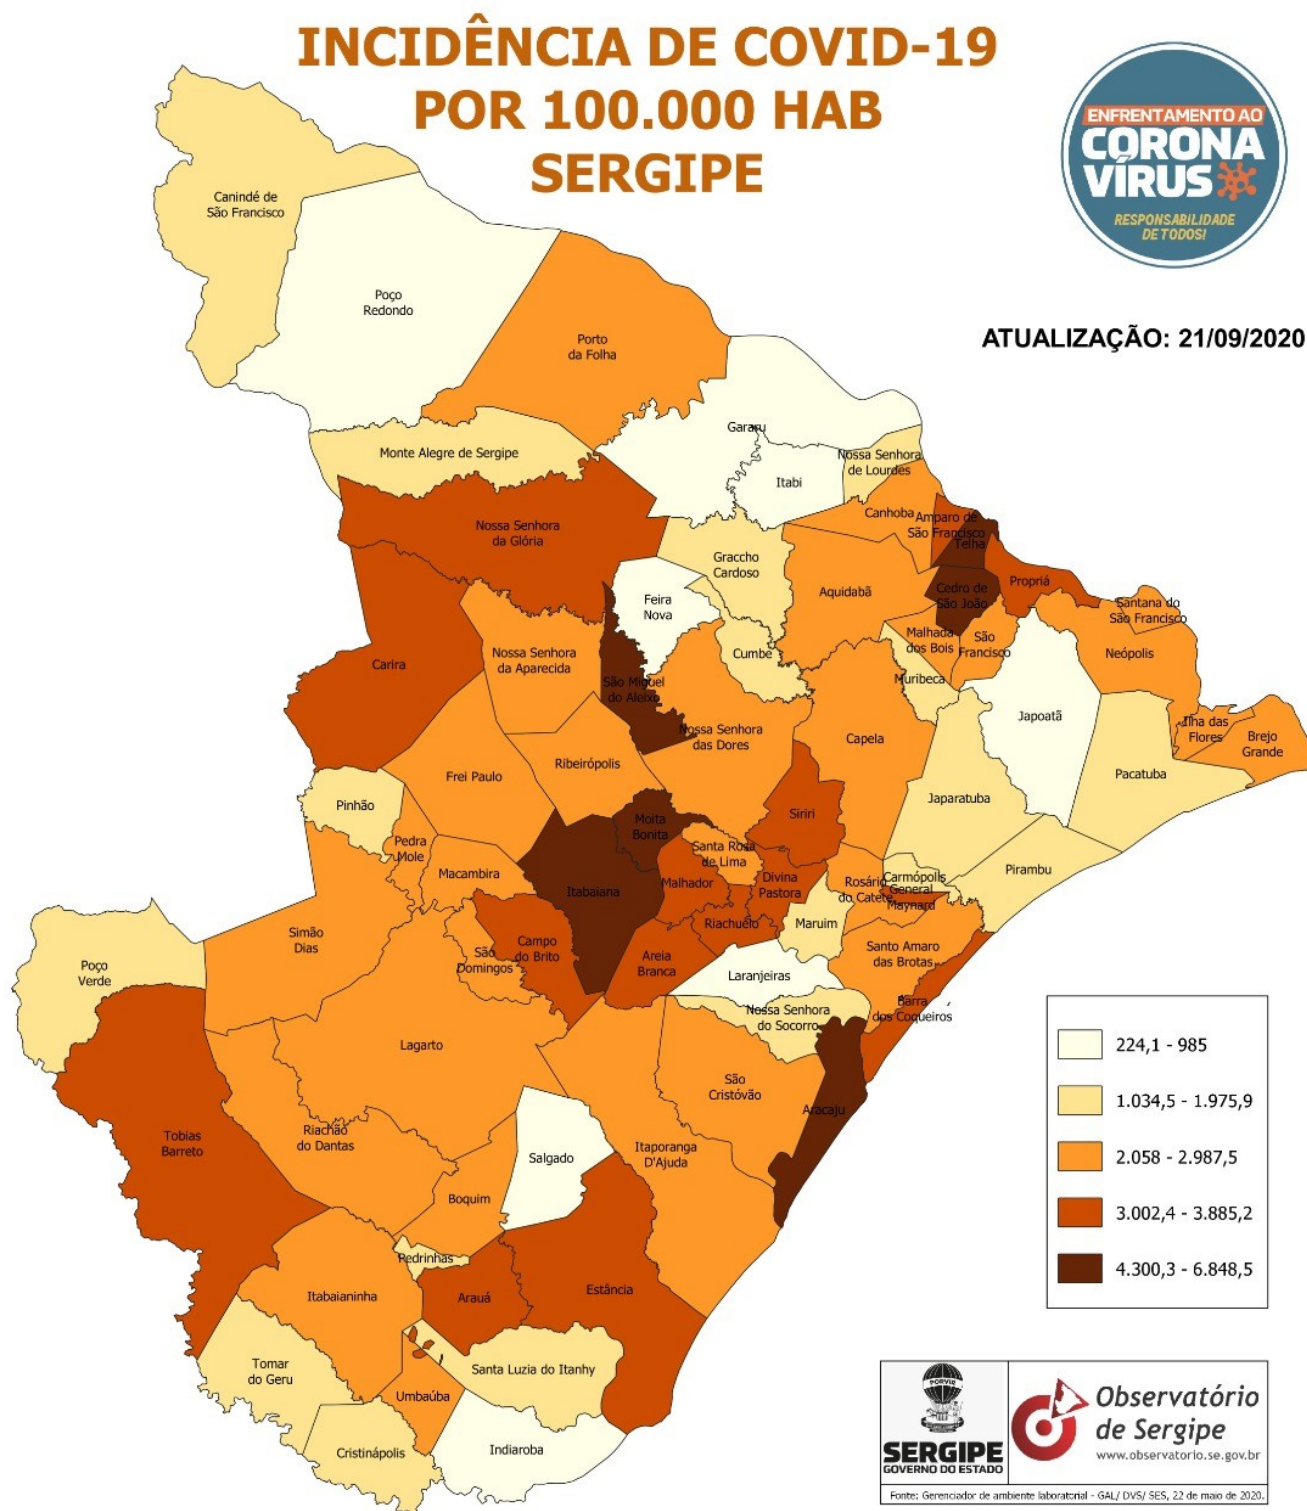 INCIDÊNCIA DE COVID-19
POR 100.000 HAB
SERGIPE
ENFRENTAMENTO AO
CORONA
VÍRUS
RESPONSABILIDADE
DE TODOS!
ATUALIZAÇÃO: 21/09/2020
Canindé de
São Francisco
Poço
Redondo
Porto
da Folha
Monte Alegre de Sergipe
Gararu
Itabi
Nossa Senhora
de Lourdes
Canhoba
Amparo de
São Francisco
Telha
Nossa Senhora
da Glória
Graccho
Cardoso
Aquidabã
Cedro de
São João
Propriá
Santana do
São Francisco
Feira
Nova
Malhada
dos Bois
São
Francisco
Neópolis
Carira
Nossa Senhora
da Aparecida
Cumbe
Muribeca
São Miguel
do Aleixo
Japoatã
Nossa Senhora
das Dores
Capela
Ilha das
Flores
Brejo
Grande
Frei Paulo
Ribeirópolis
Pacatuba
Japaratuba
Pinhão
Moita
Bonita
Siriri
Pedra
Mole
Santa Rosa
de Lima
Pirambu
Macambira
Itabaiana
Malhador
Divina
Pastora
Rosário
do Catete
Carmópolis
General
Maynard
Simão
Dias
Riachuelo
Maruim
Campo
do Brito
São
Domingos
Areia
Branca
Santo Amaro
das Brotas
Poço
Verde
Laranjeiras
Barra
dos Coqueiros
Nossa Senhora
do Socorro
Lagarto
São
Cristóvão
Aracaju
Tobias
Barreto
Riachão
do Dantas
Salgado
Itaporanga
D'Ajuda
Boquim
Pedrinhas
Itabaianinha
Arauá
Estância
Tomar
do Geru
Santa Luzia do Itanhy
Umbaúba
Cristinápolis
Indiaroba
224,1 - 985
1.034,5 - 1.975,9
2.058 - 2.987,5
3.002,4 - 3.885,2
4.300,3 - 6.848,5
PORVIR
SERGIPE
GOVERNO DO ESTADO
Observatório
de Sergipe
www.observatorio.se.gov.br
Fonte: Gerenciador de ambiente laboratorial - GAL/ DVS/ SES, 22 de maio de 2020.